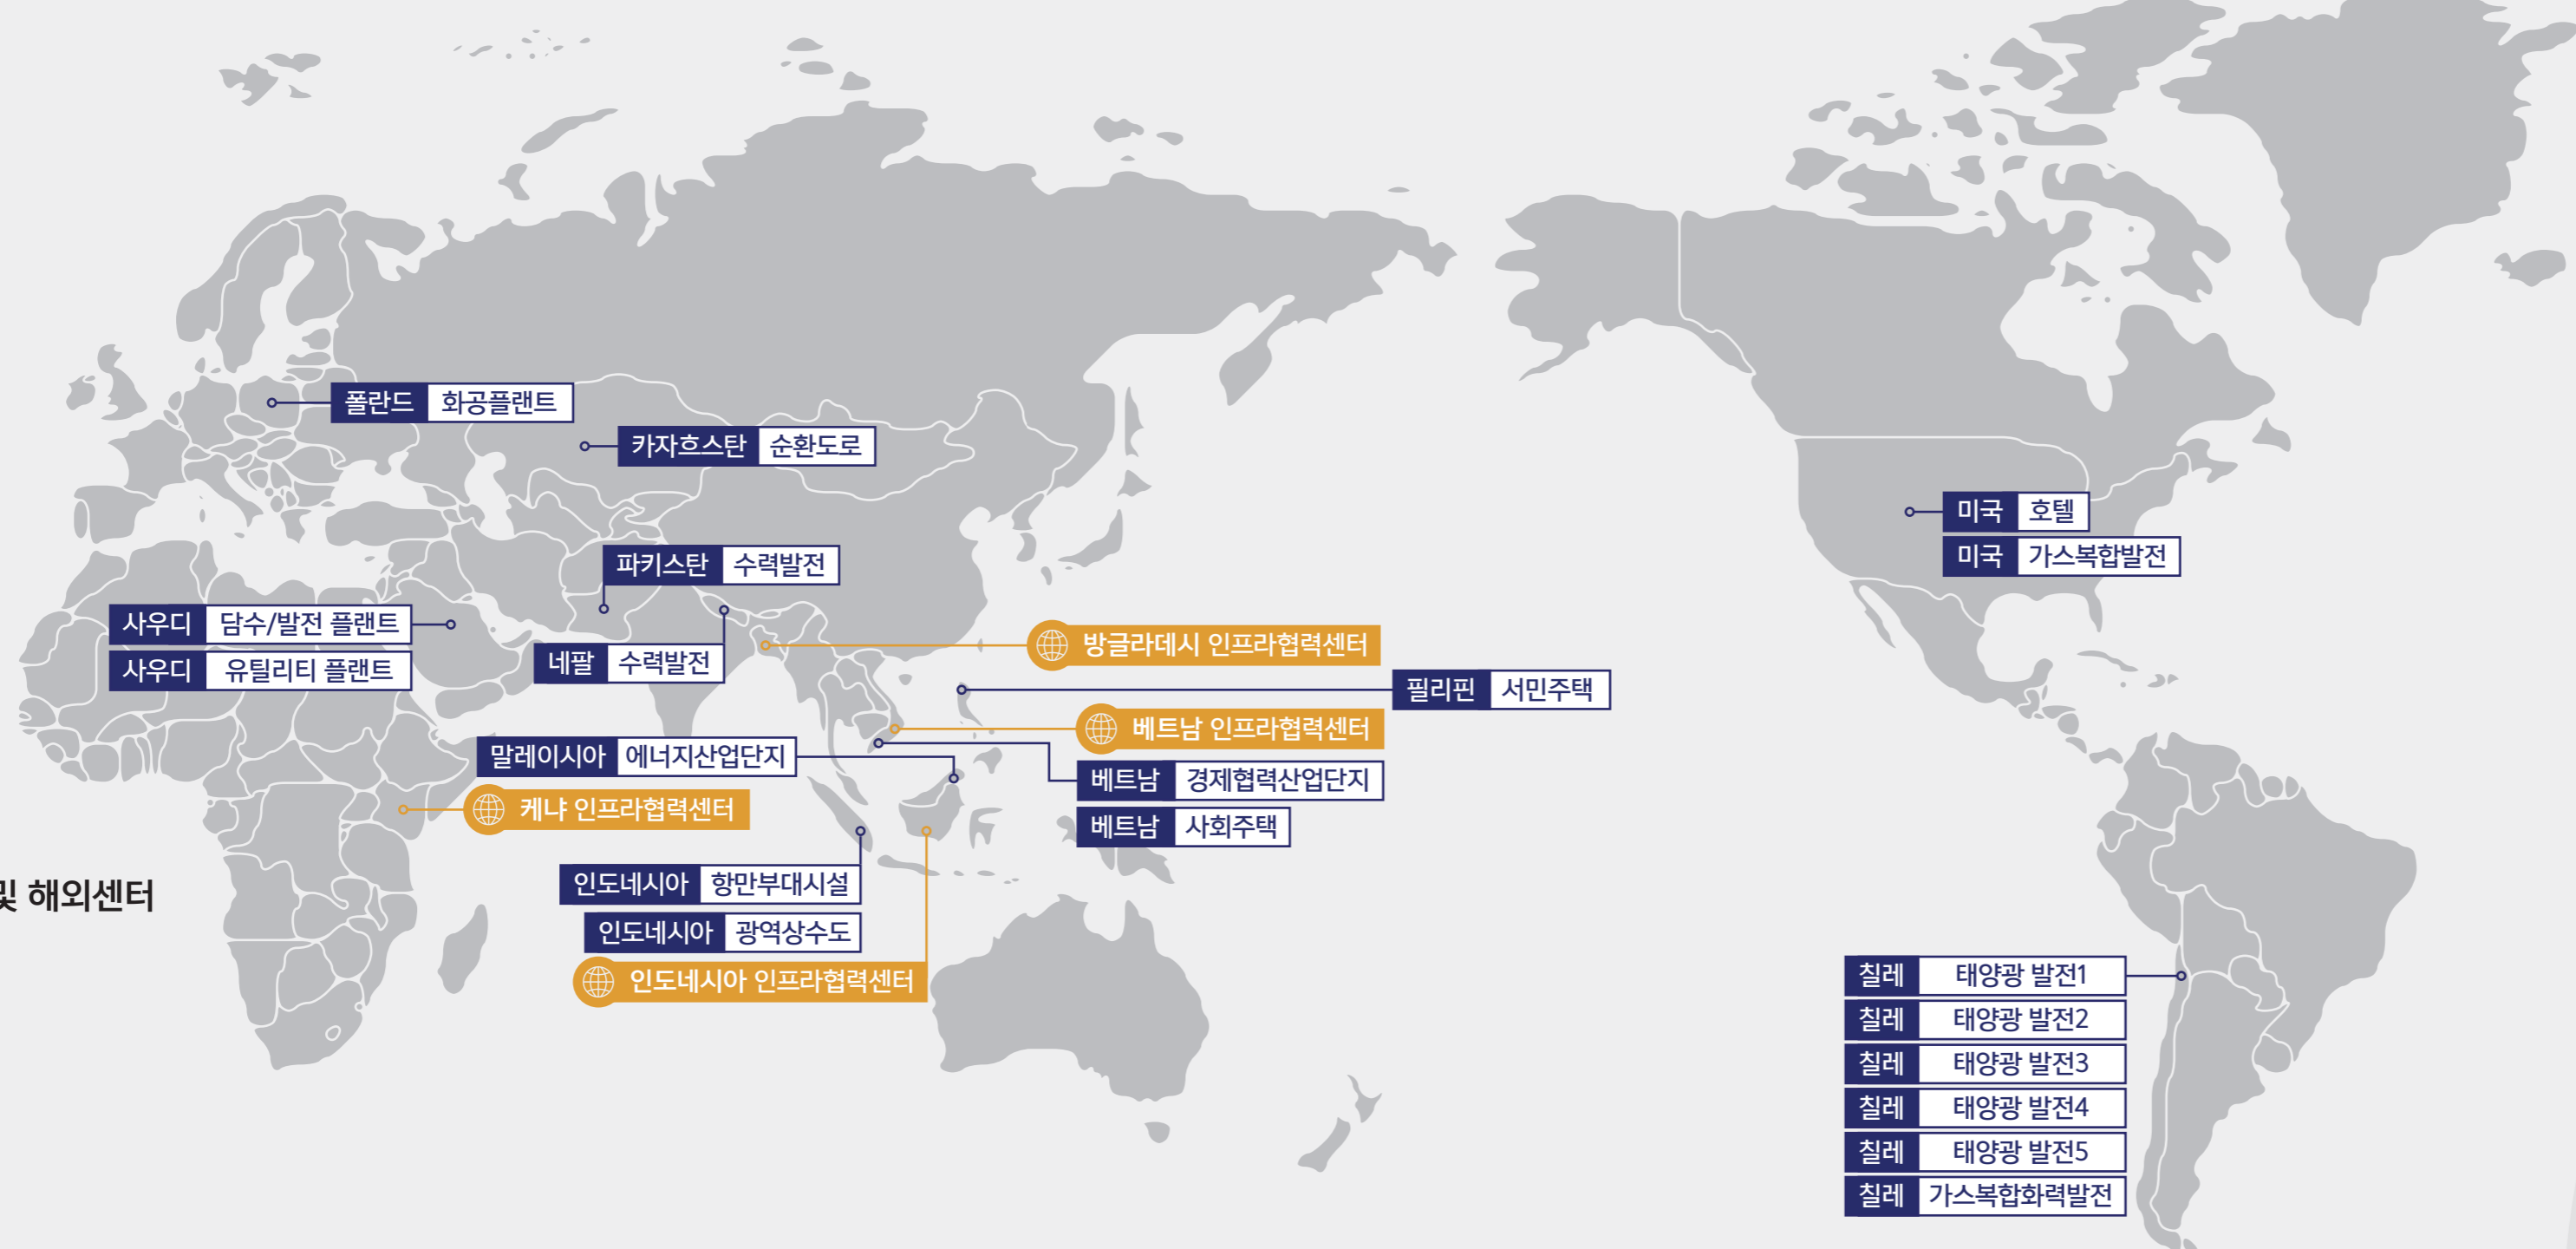 폴란드 화공플랜트
카자흐스탄 순환도로
미국 호텔
미국 가스복합발전
파키스탄 수력발전
사우디 담수/발전 플랜트
사우디 유틸리티 플랜트
네팔 수력발전
방글라데시 인프라협력센터
필리핀 서민주택
베트남 인프라협력센터
말레이시아 에너지산업단지
베트남 경제협력산업단지
케냐 인프라협력센터
베트남 사회주택
인도네시아 항만부대시설
및 해외센터
인도네시아 광역상수도
인도네시아 인프라협력센터
칠레 태양광 발전1
칠레 태양광 발전2
칠레 태양광 발전3
칠레 태양광 발전4
칠레 태양광 발전5
칠레 가스복합화력발전